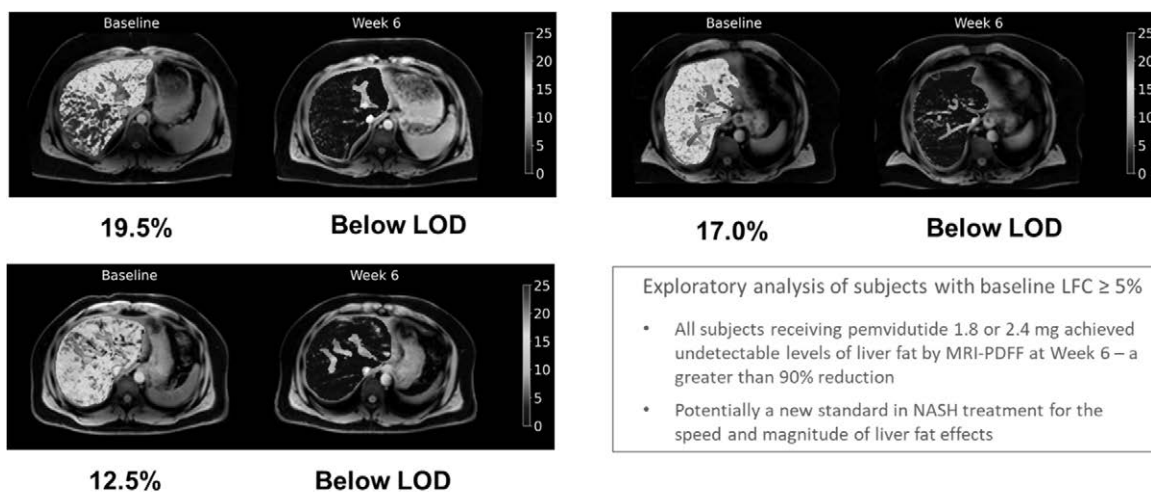 Baseline
Week 6
25
20
15
10
5
0
19.5%
Below LOD
Baseline
Week 6
25
20
15
10
5
0
17.0%
Below LOD
Baseline
Week 6
25
20
15
10
5
0
12.5%
Below LOD
Exploratory analysis of subjects with baseline LFC ≥ 5%
• All subjects receiving pemvidutide 1.8 or 2.4 mg achieved
undetectable levels of liver fat by MRI-PDFF at Week 6 – a
greater than 90% reduction
• Potentially a new standard in NASH treatment for the
speed and magnitude of liver fat effects